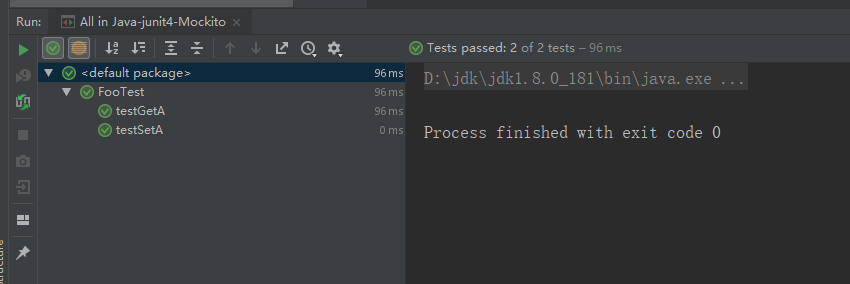 Run: All in Java-junit4-Mockito ×
Tests passed: 2 of 2 tests – 96 ms
<default package> 96 ms
FooTest 96 ms
testGetA 96 ms
testSetA 0 ms
D:\jdk\jdk1.8.0_181\bin\java.exe ...
Process finished with exit code 0